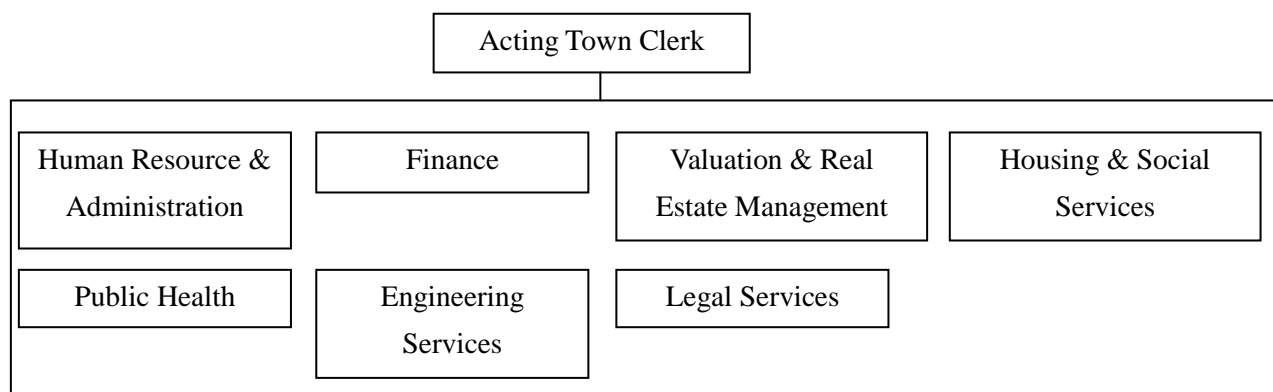 Acting Town Clerk
Human Resource &
Administration
Finance
Valuation & Real
Estate Management
Housing & Social
Services
Public Health
Engineering
Services
Legal Services